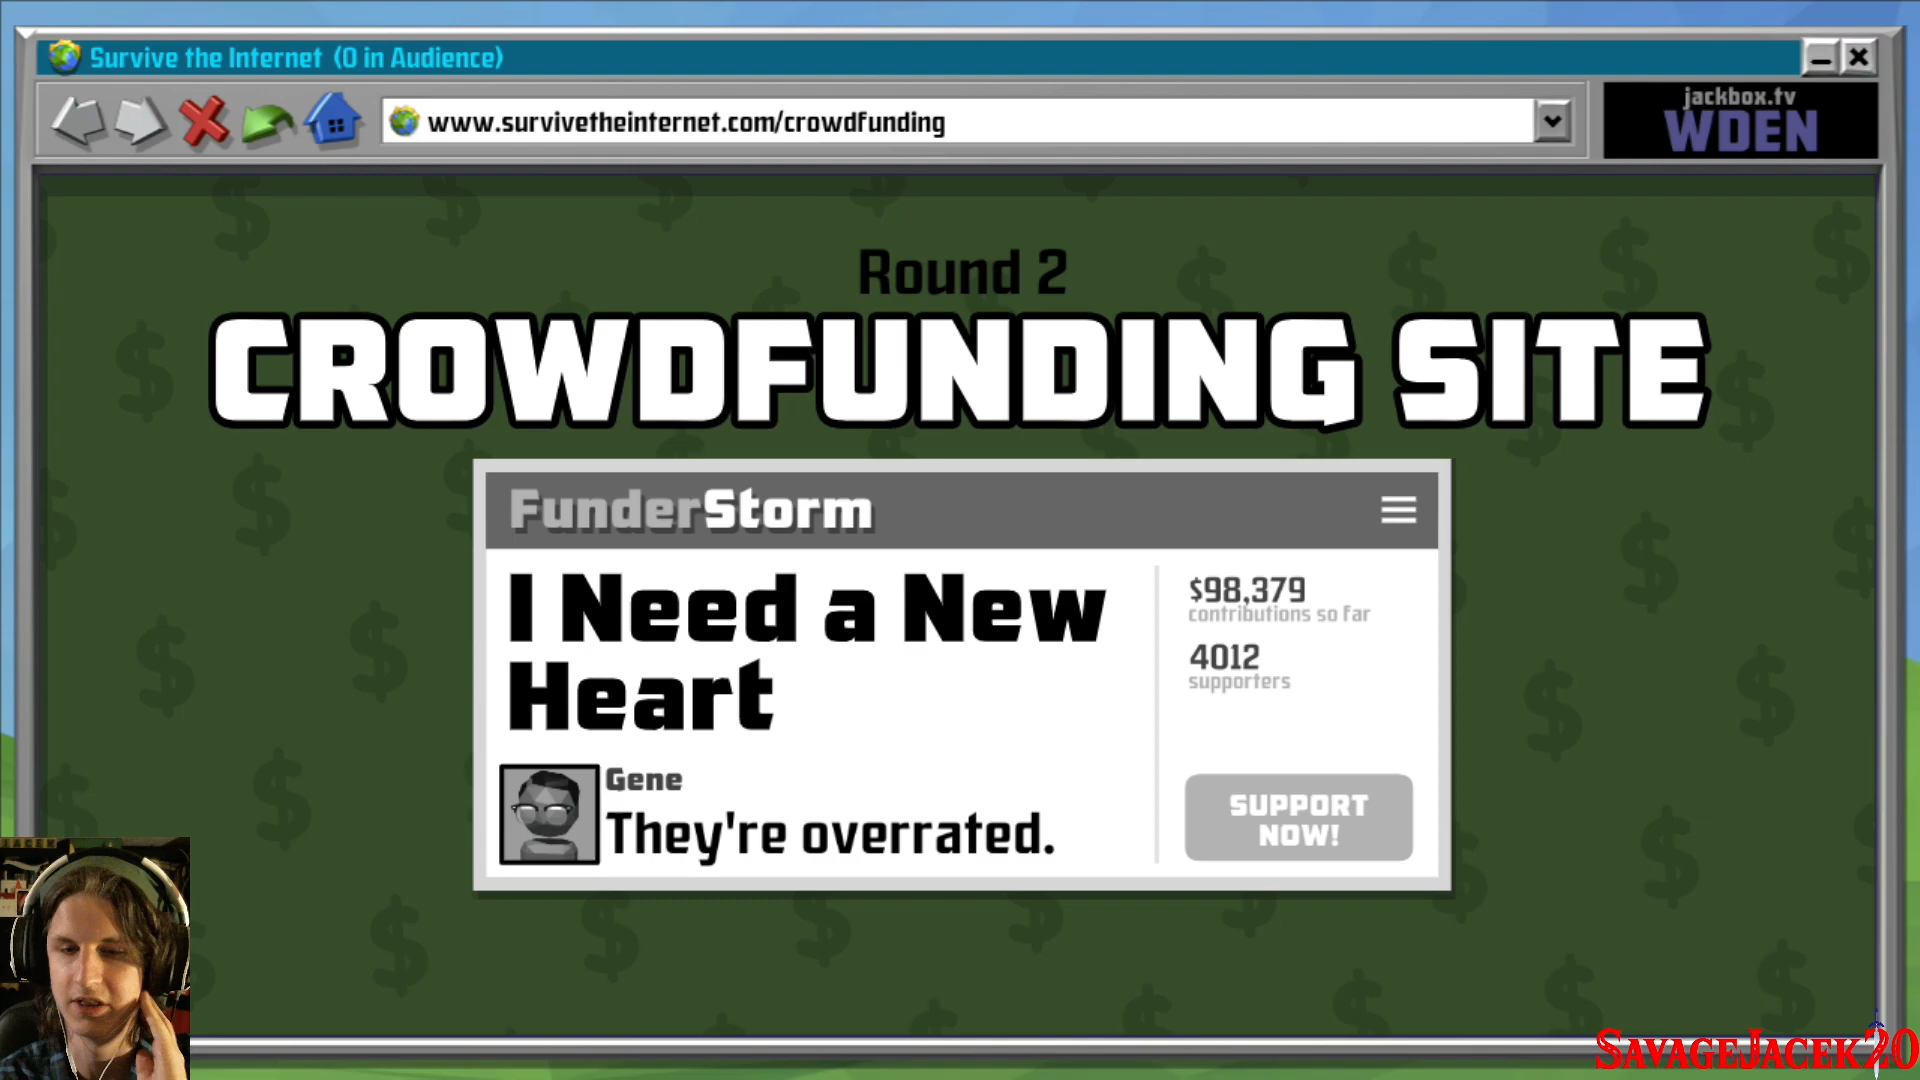 Survive the Internet (0 in Audience)
www.survivetheinternet.com/crowdfunding
jackbox.tv
WDEN
Round 2
CROWDFUNDING SITE
FunderStorm
I Need a New
Heart
$98,379
contributions so far
4012
supporters
Gene
They're overrated.
SUPPORT
NOW!
SavageJacek20